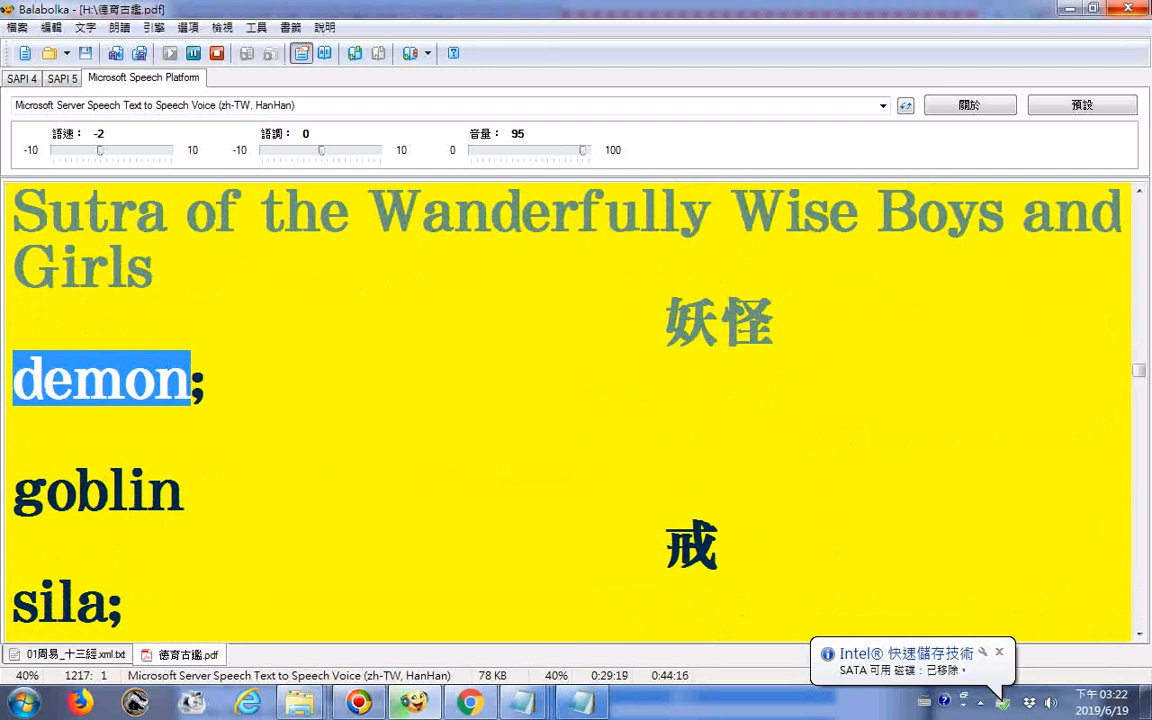 Balabolka - [H:\德育古鑑.pdf]
檔案 編輯 文字 朗讀 引擎 選項 檢視 工具 書籤 說明
SAPI 4 SAPI 5 Microsoft Speech Platform
Microsoft Server Speech Text to Speech Voice (zh-TW, HanHan) 關於 預設
語速： -2 語調： 0 音量： 95
-10 10 -10 10 0 100
Sutra of the Wanderfully Wise Boys and
Girls
妖怪
demon;
goblin
戒
sila;
Intel® 快速儲存技術
SATA 可用 磁碟：已移除。
01周易_十三經.xml.txt 德育古鑑.pdf
40% 1217: 1 Microsoft Server Speech Text to Speech Voice (zh-TW, HanHan) 78 KB 40% 0:29:19 0:44:16
下午 03:22
2019/6/19